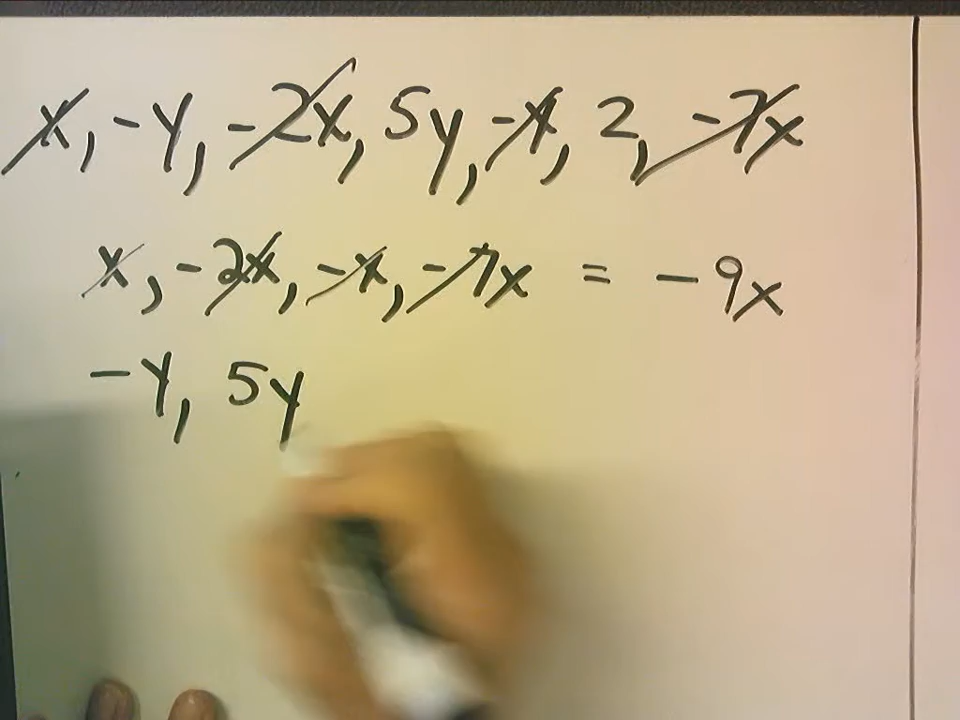 x, -y, -2x, 5y, -x, 2, -7x
x, -2x, -x, -7x = -9x
-y, 5y